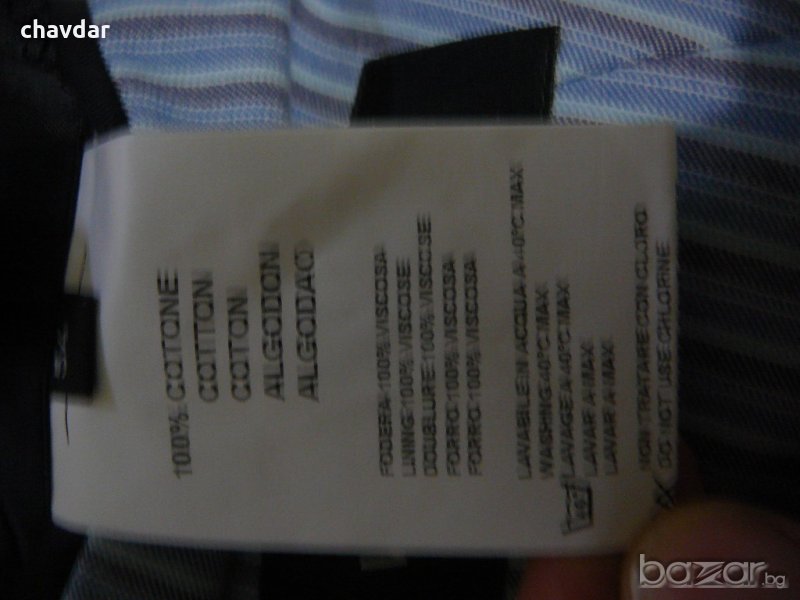 chavdar
100% COTONE
COTTON
COTON
ALGODON
ALGODAO
FODERA 100% VISCOSA
LINING 100% VISCOSE
DOUBLURE 100% VISCOSE
FORRO 100% VISCOSA
FORRO 100% VISCOSA
LAVABILE IN ACQUA A 40°C MAX
WASHING 40°C MAX
LAVAGE A 40°C MAX
LAVAR A MAX
LAVAR A MAX
NON TRATARE CON CLORO
DO NOT USE CHLORINE
bazar.bg